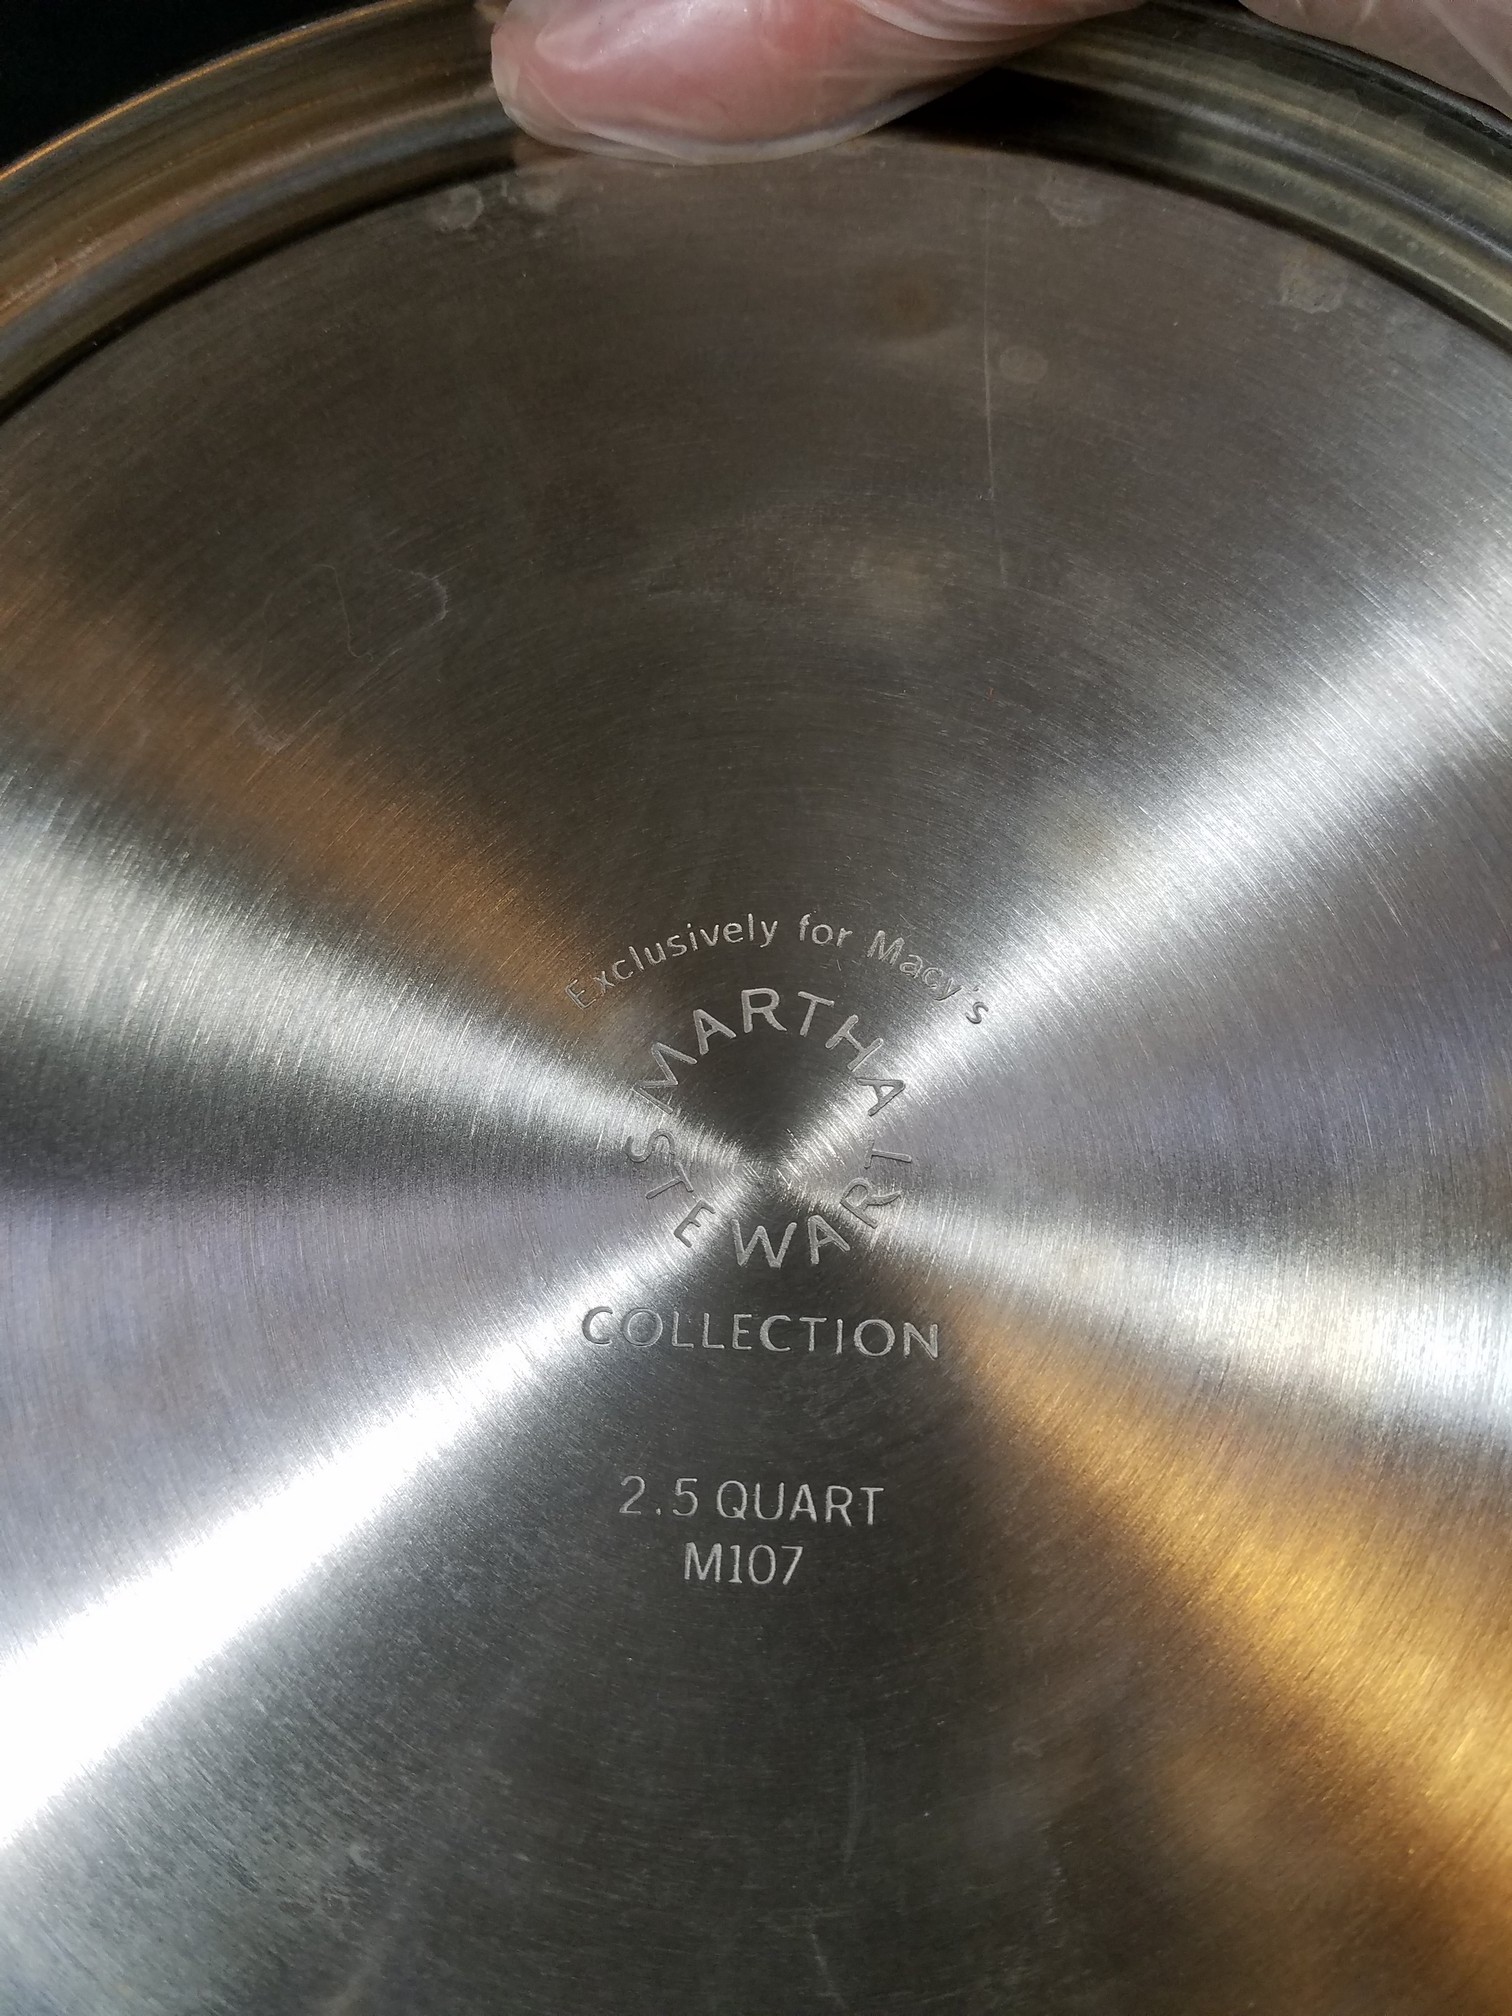 Exclusively for Macy's
MARTHA
STEWART
COLLECTION
2.5 QUART
M107